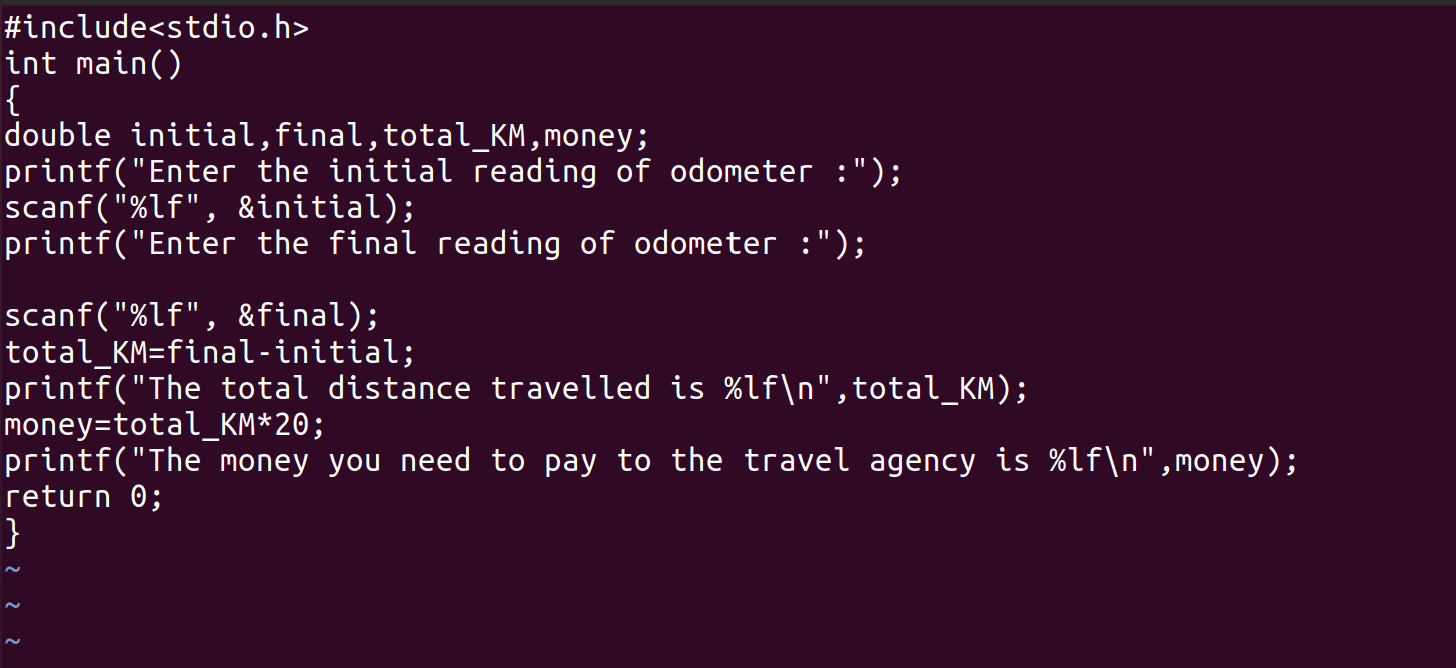 #include<stdio.h>
int main()
{
double initial,final,total_KM,money;
printf("Enter the initial reading of odometer :");
scanf("%lf", &initial);
printf("Enter the final reading of odometer :");

scanf("%lf", &final);
total_KM=final-initial;
printf("The total distance travelled is %lf\n",total_KM);
money=total_KM*20;
printf("The money you need to pay to the travel agency is %lf\n",money);
return 0;
}
~
~
~